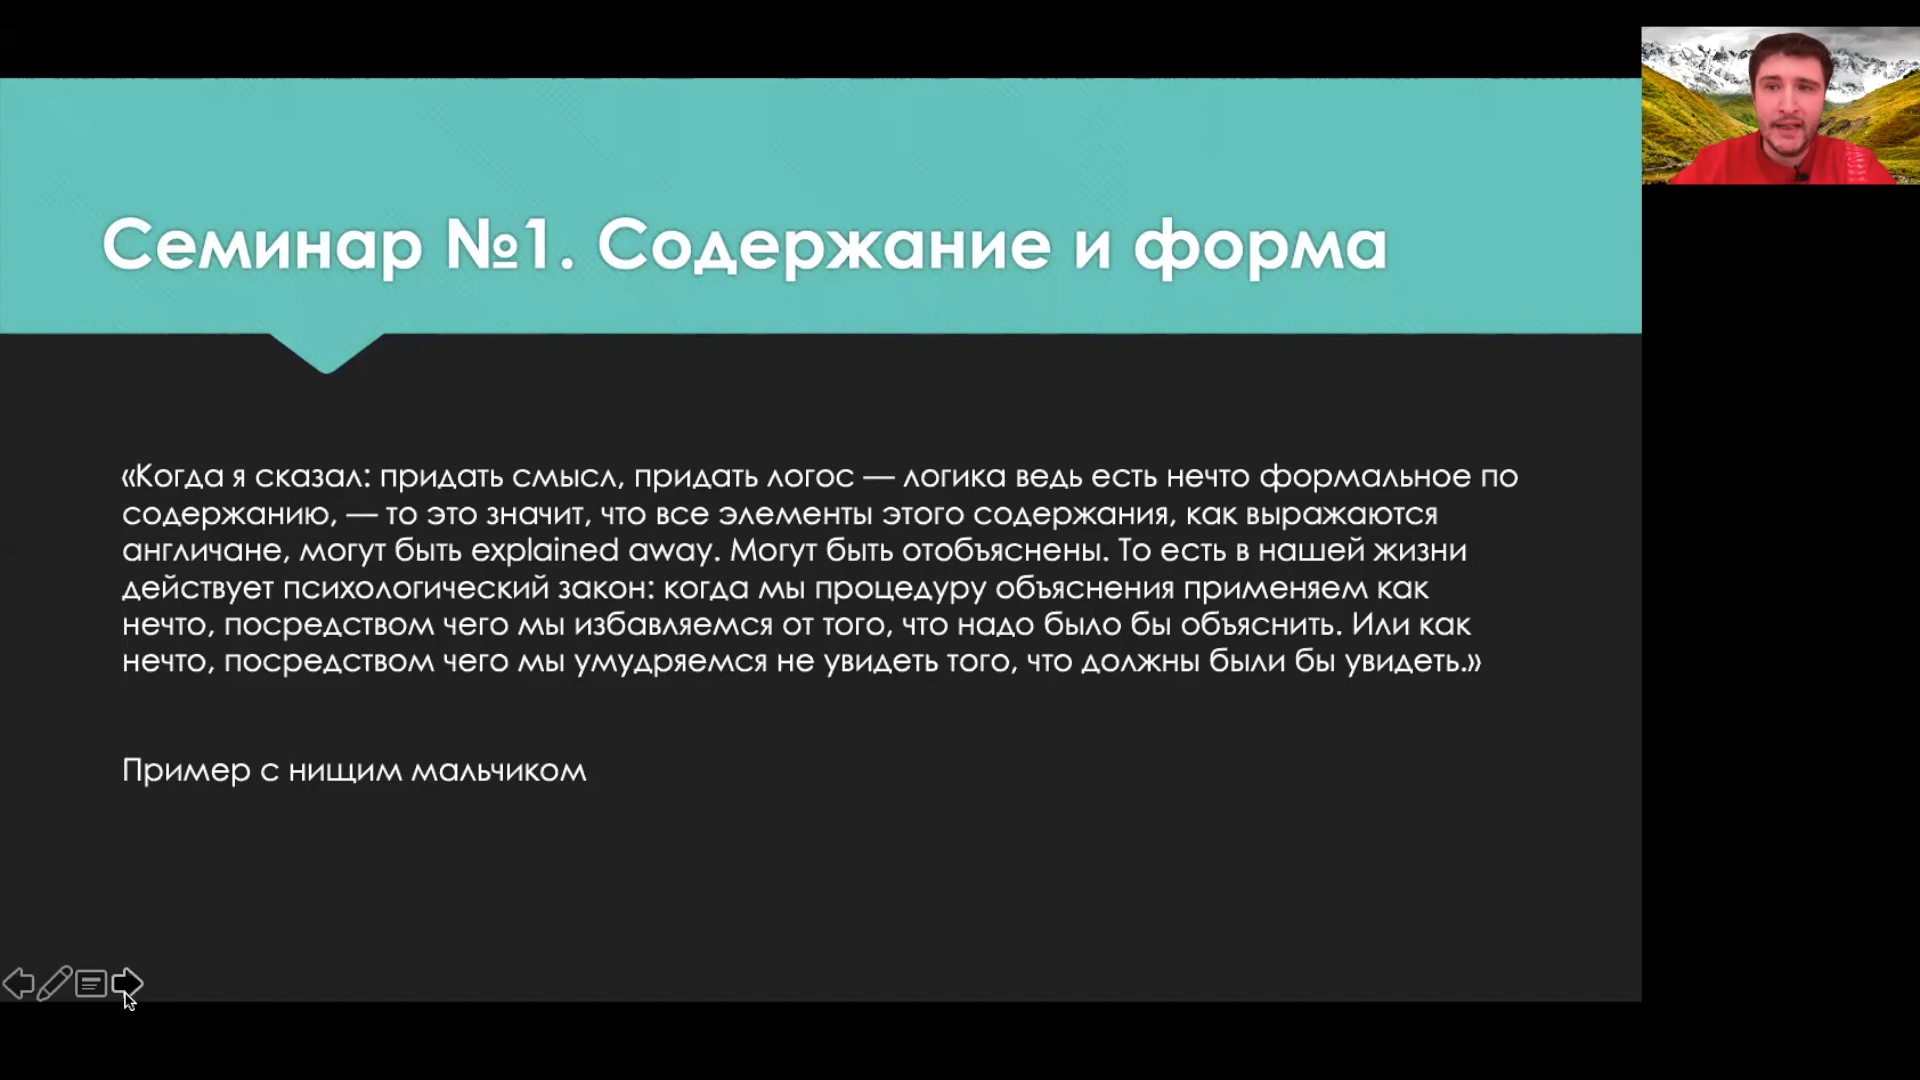 Семинар №1. Содержание и форма
«Когда я сказал: придать смысл, придать логос — логика ведь есть нечто формальное по
содержанию, — то это значит, что все элементы этого содержания, как выражаются
англичане, могут быть explained away. Могут быть отобъяснены. То есть в нашей жизни
действует психологический закон: когда мы процедуру объяснения применяем как
нечто, посредством чего мы избавляемся от того, что надо было бы объяснить. Или как
нечто, посредством чего мы умудряемся не увидеть того, что должны были бы увидеть.»
Пример с нищим мальчиком